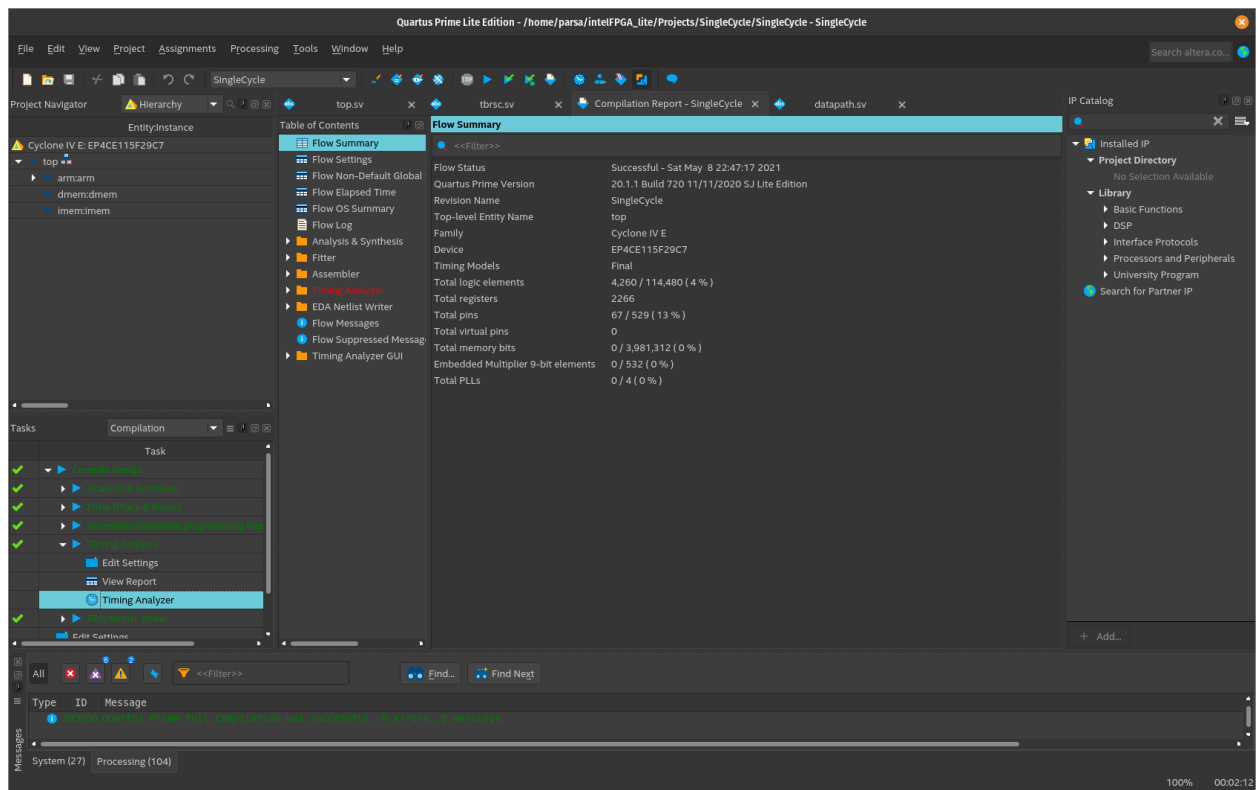 Quartus Prime Lite Edition - /home/parsa/intelFPGA_lite/Projects/SingleCycle/SingleCycle - SingleCycle
File Edit View Project Assignments Processing Tools Window Help
Search altera.co...
SingleCycle
Project Navigator
Hierarchy
Entity:Instance
Cyclone IV E: EP4CE115F29C7
top
arm:arm
dmem:dmem
imem:imem
top.sv
tbrsc.sv
Compilation Report - SingleCycle
datapath.sv
Table of Contents
Flow Summary
Flow Settings
Flow Non-Default Global
Flow Elapsed Time
Flow OS Summary
Flow Log
Analysis & Synthesis
Fitter
Assembler
Timing Analyzer
EDA Netlist Writer
Flow Messages
Flow Suppressed Messag
Timing Analyzer GUI
Flow Summary
<<Filter>>
Flow Status Successful - Sat May 8 22:47:17 2021
Quartus Prime Version 20.1.1 Build 720 11/11/2020 SJ Lite Edition
Revision Name SingleCycle
Top-level Entity Name top
Family Cyclone IV E
Device EP4CE115F29C7
Timing Models Final
Total logic elements 4,260 / 114,480 ( 4 % )
Total registers 2266
Total pins 67 / 529 ( 13 % )
Total virtual pins 0
Total memory bits 0 / 3,981,312 ( 0 % )
Embedded Multiplier 9-bit elements 0 / 532 ( 0 % )
Total PLLs 0 / 4 ( 0 % )
IP Catalog
Installed IP
Project Directory
No Selection Available
Library
Basic Functions
DSP
Interface Protocols
Processors and Peripherals
University Program
Search for Partner IP
+ Add...
Tasks
Compilation
Task
Compile Design
Analysis & Synthesis
Fitter (Place & Route)
Assembler (Generate programming files
Timing Analysis
Edit Settings
View Report
Timing Analyzer
EDA Netlist Writer
Edit Settings
All
6
2
<<Filter>>
Find...
Find Next
Type ID Message
293000 Quartus Prime Full Compilation was successful. 0 errors, 8 warnings
Messages
System (27) Processing (104)
100% 00:02:12